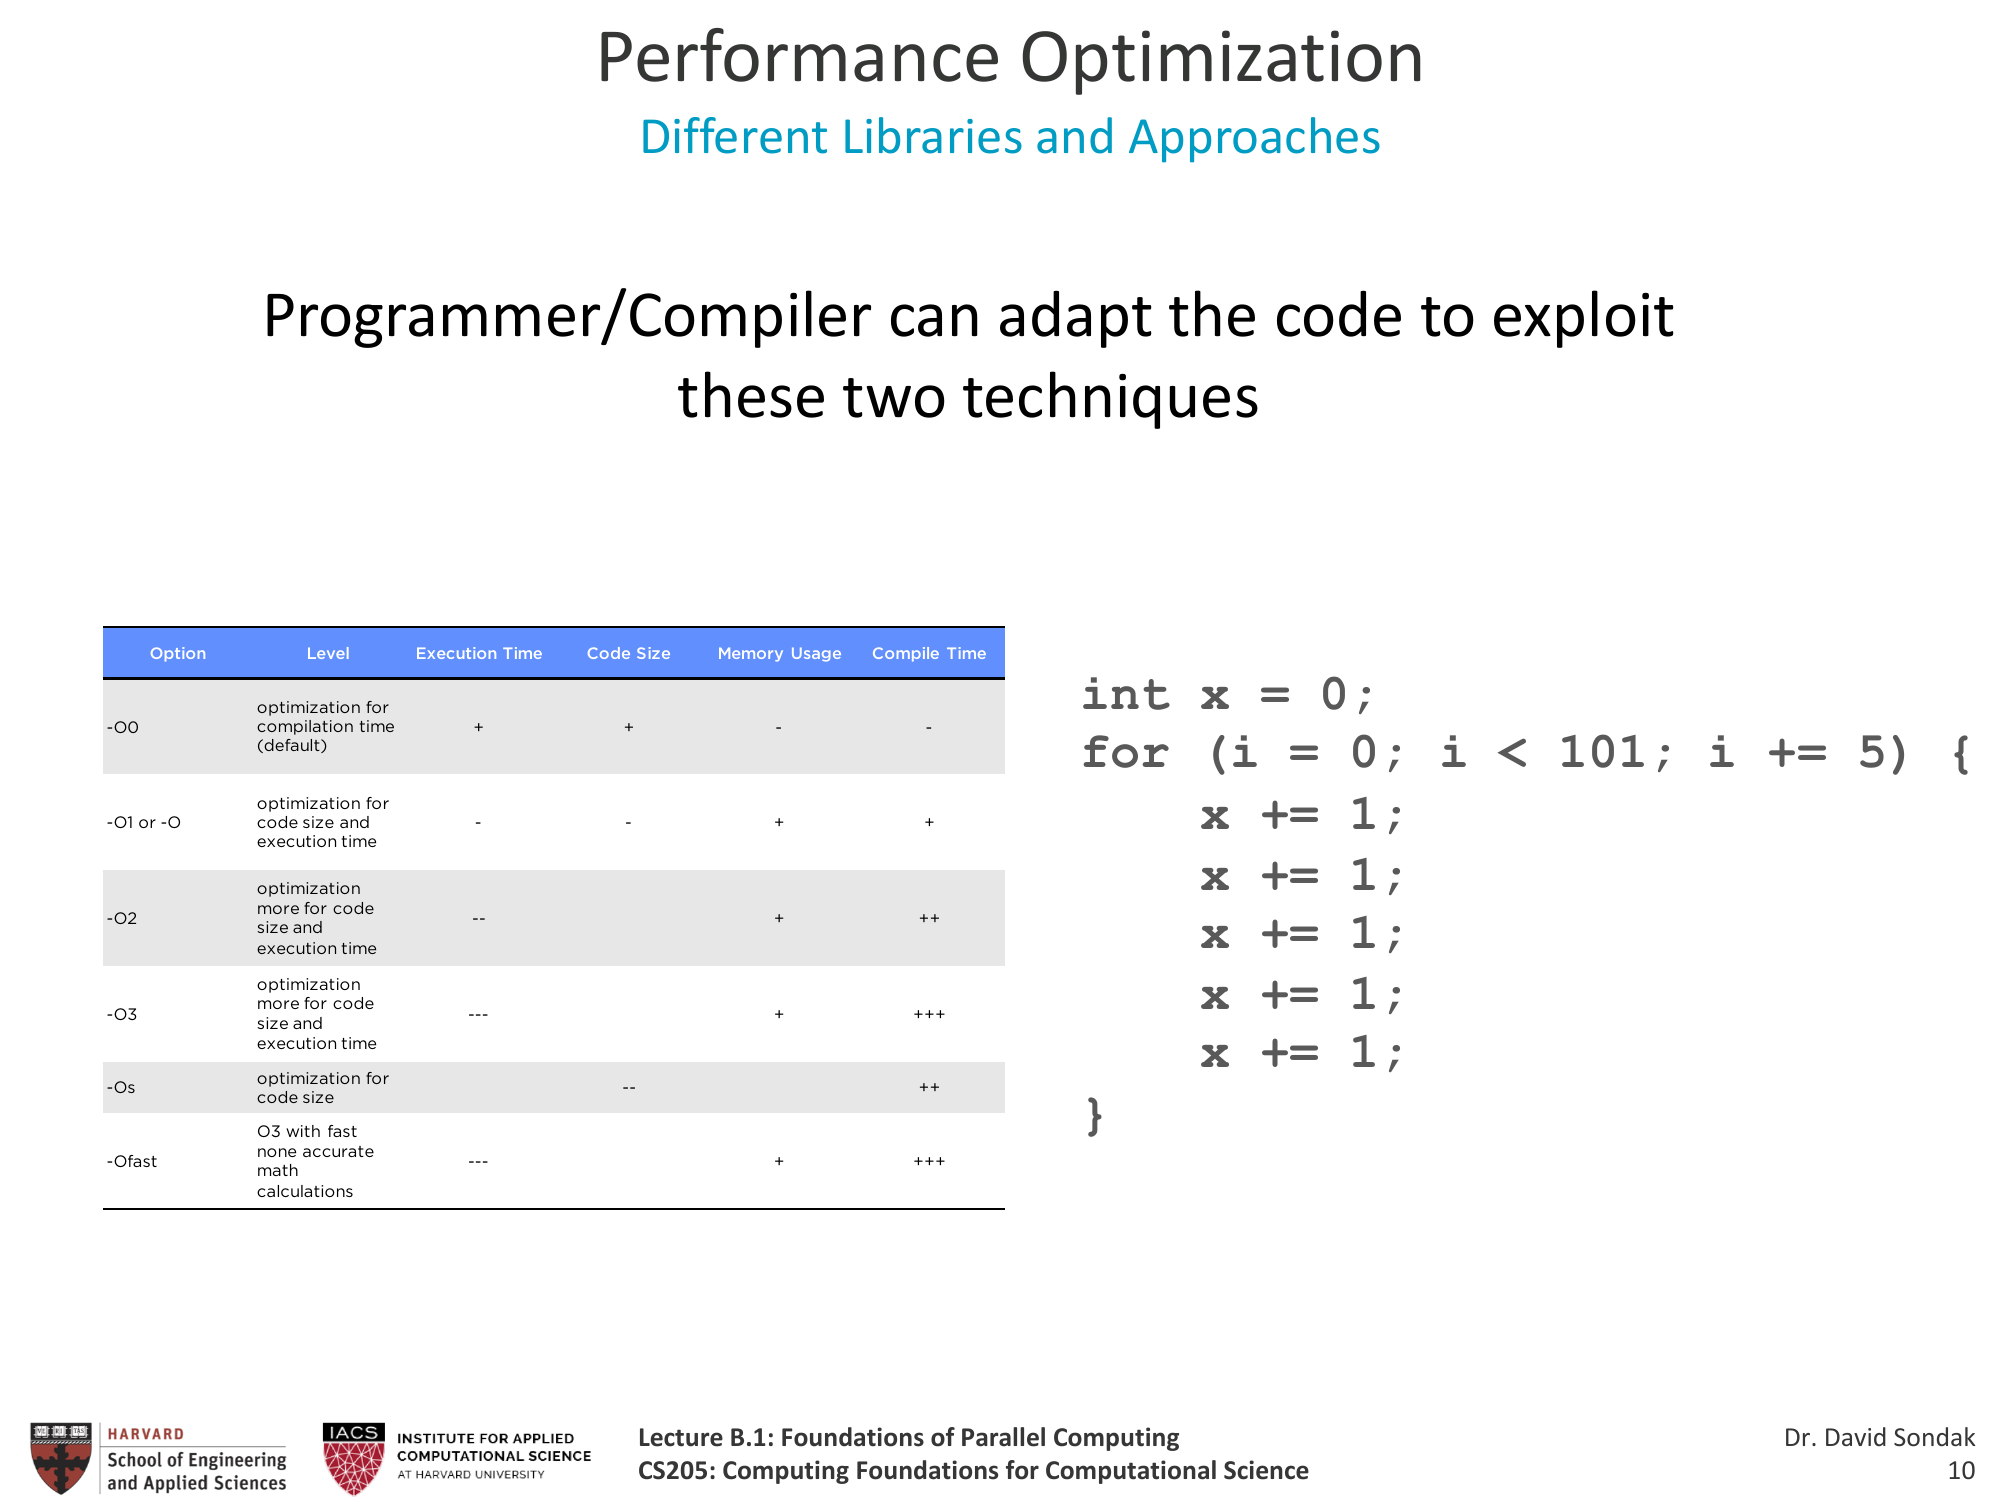 Performance Optimization
Different Libraries and Approaches
Programmer/Compiler can adapt the code to exploit
these two techniques
Option Level Execution Time Code Size Memory Usage Compile Time
-O0 optimization for compilation time (default) + + - -
-O1 or -O optimization for code size and execution time - - + +
-O2 optimization more for code size and execution time -- + ++
-O3 optimization more for code size and execution time --- + +++
-Os optimization for code size -- ++
-Ofast O3 with fast none accurate math calculations --- + +++
int x = 0;
for (i = 0; i < 101; i += 5) {
x += 1;
x += 1;
x += 1;
x += 1;
x += 1;
}
HARVARD
School of Engineering
and Applied Sciences
IACS
INSTITUTE FOR APPLIED
COMPUTATIONAL SCIENCE
AT HARVARD UNIVERSITY
Lecture B.1: Foundations of Parallel Computing
CS205: Computing Foundations for Computational Science
Dr. David Sondak
10